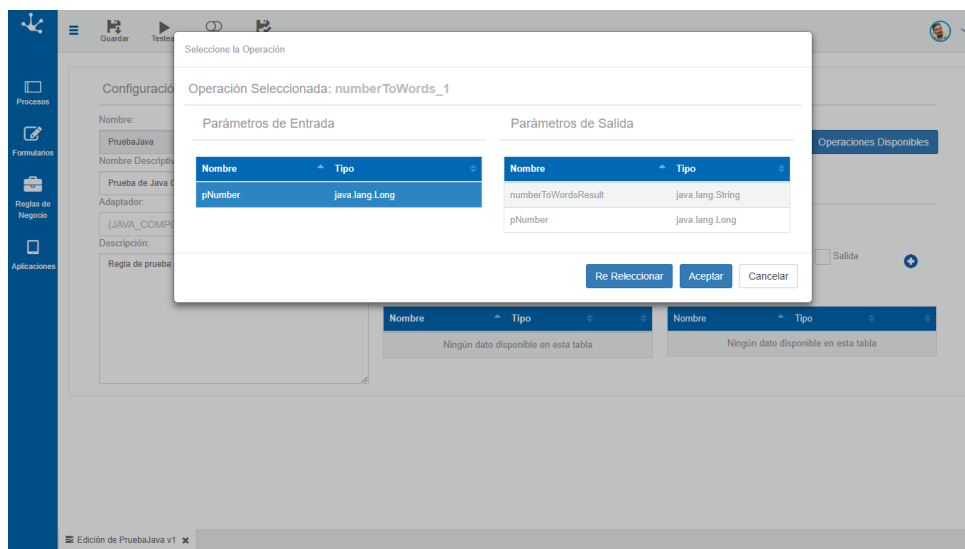 Guardar
Testea
Seleccione la Operación
Procesos
Formularios
Reglas de
Negocio
Aplicaciones
Configuració
Nombre:
PruebaJava
Nombre Descriptiv
Prueba de Java C
Adaptador:
(JAVA_COMPO
Descripción:
Regla de prueba
Operación Seleccionada: numberToWords_1
Parámetros de Entrada
Nombre Tipo
pNumber java.lang.Long
Parámetros de Salida
Nombre Tipo
numberToWordsResult java.lang.String
pNumber java.lang.Long
Re Releccionar Aceptar Cancelar
Operaciones Disponibles
Salida
Nombre Tipo
Ningún dato disponible en esta tabla
Nombre Tipo
Ningún dato disponible en esta tabla
Edición de PruebaJava v1